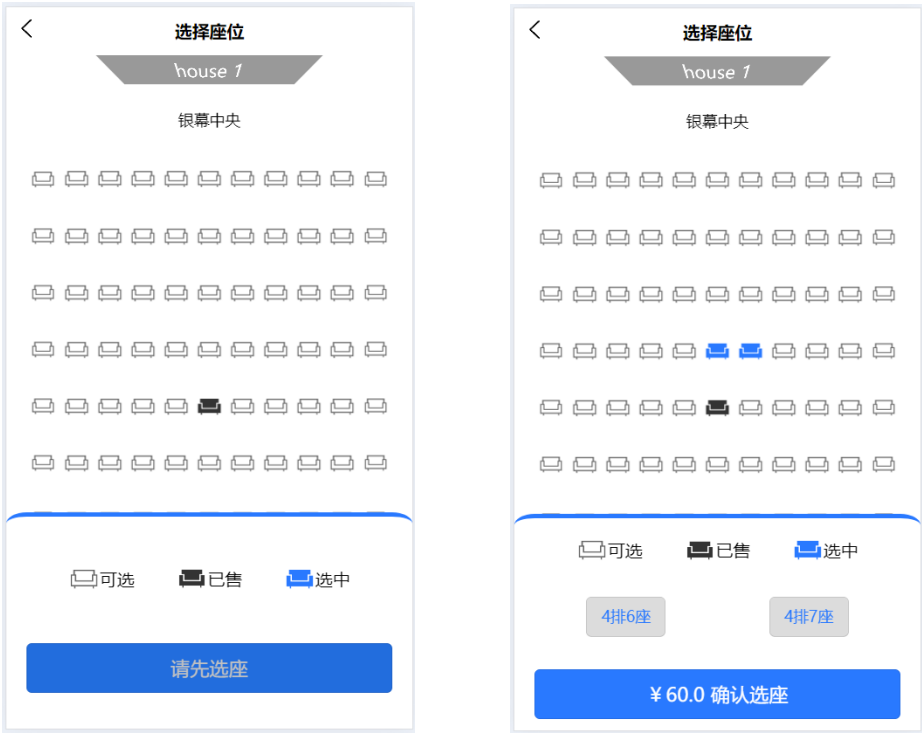 选择座位
house 1
银幕中央
可选 已售 选中
请先选座
选择座位
house 1
银幕中央
可选 已售 选中
4排6座 4排7座
¥ 60.0 确认选座